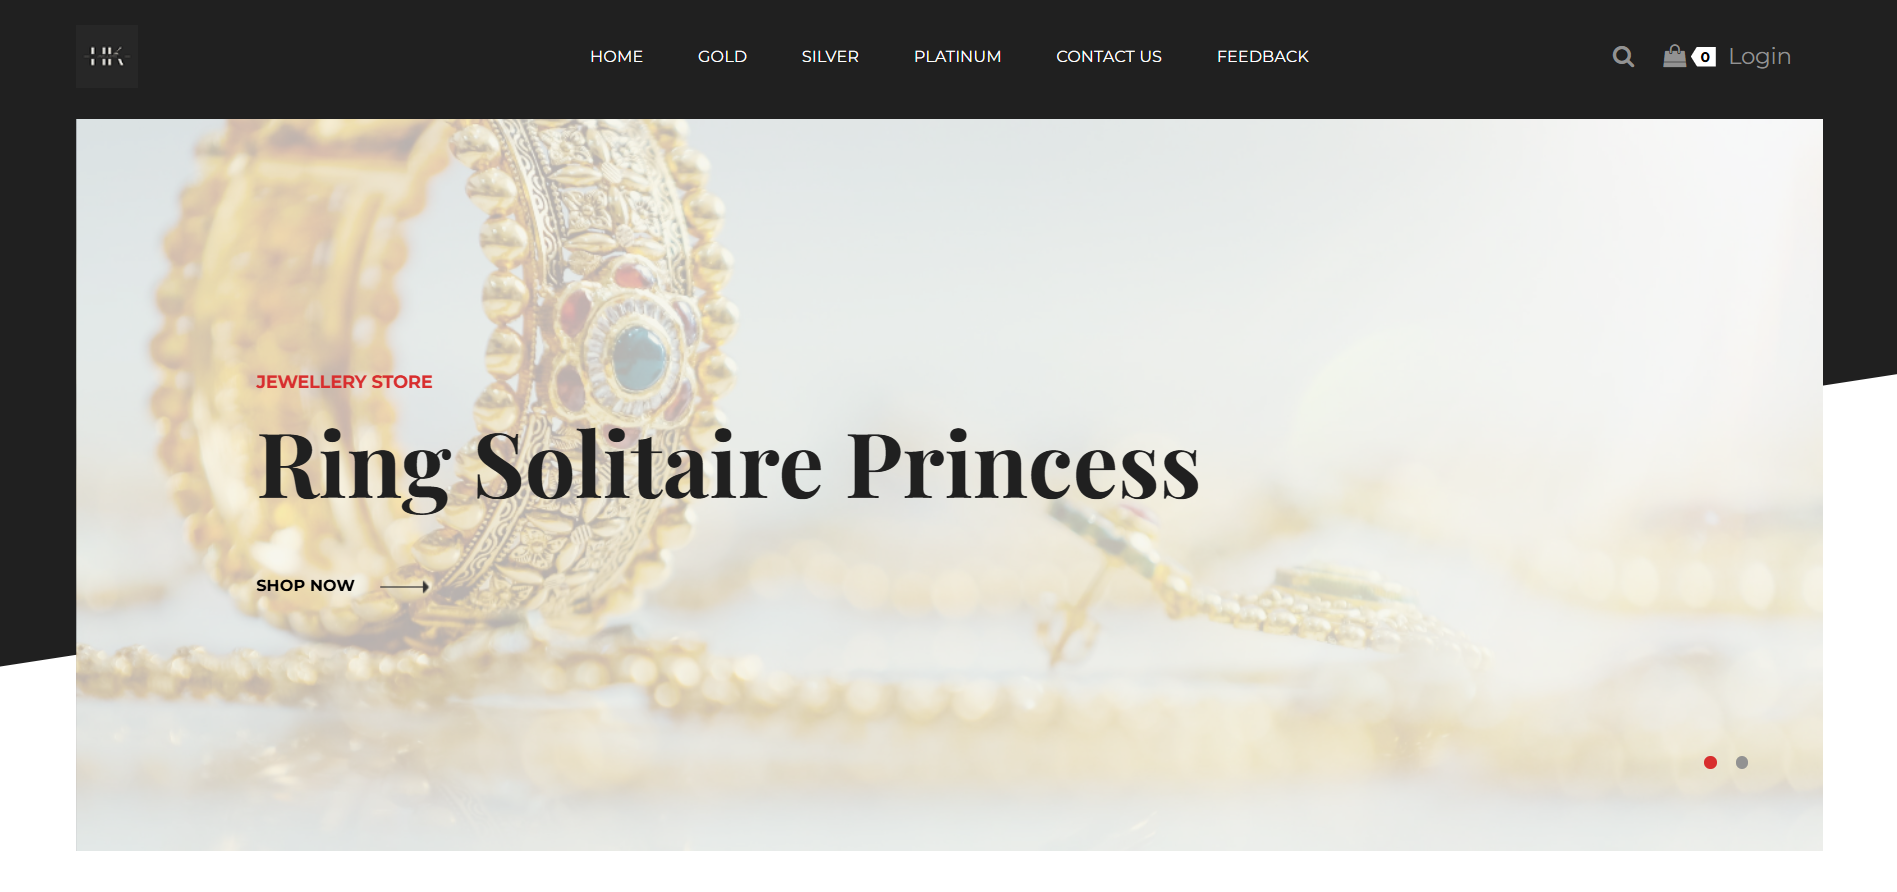 HK
HOME GOLD SILVER PLATINUM CONTACT US FEEDBACK
0 Login
JEWELLERY STORE
Ring Solitaire Princess
SHOP NOW